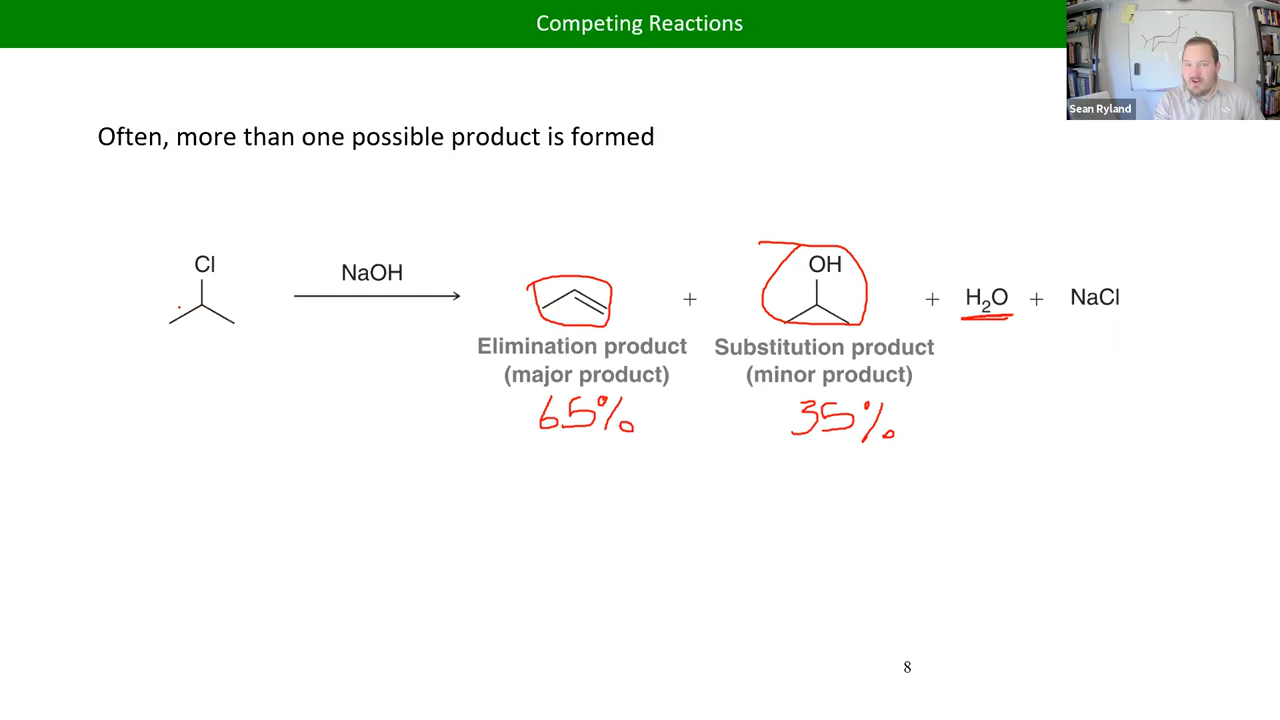 Competing Reactions
Sean Ryland
Often, more than one possible product is formed
Cl
NaOH
+
OH
+ H₂O + NaCl
Elimination product
(major product)
Substitution product
(minor product)
65%
35%
8